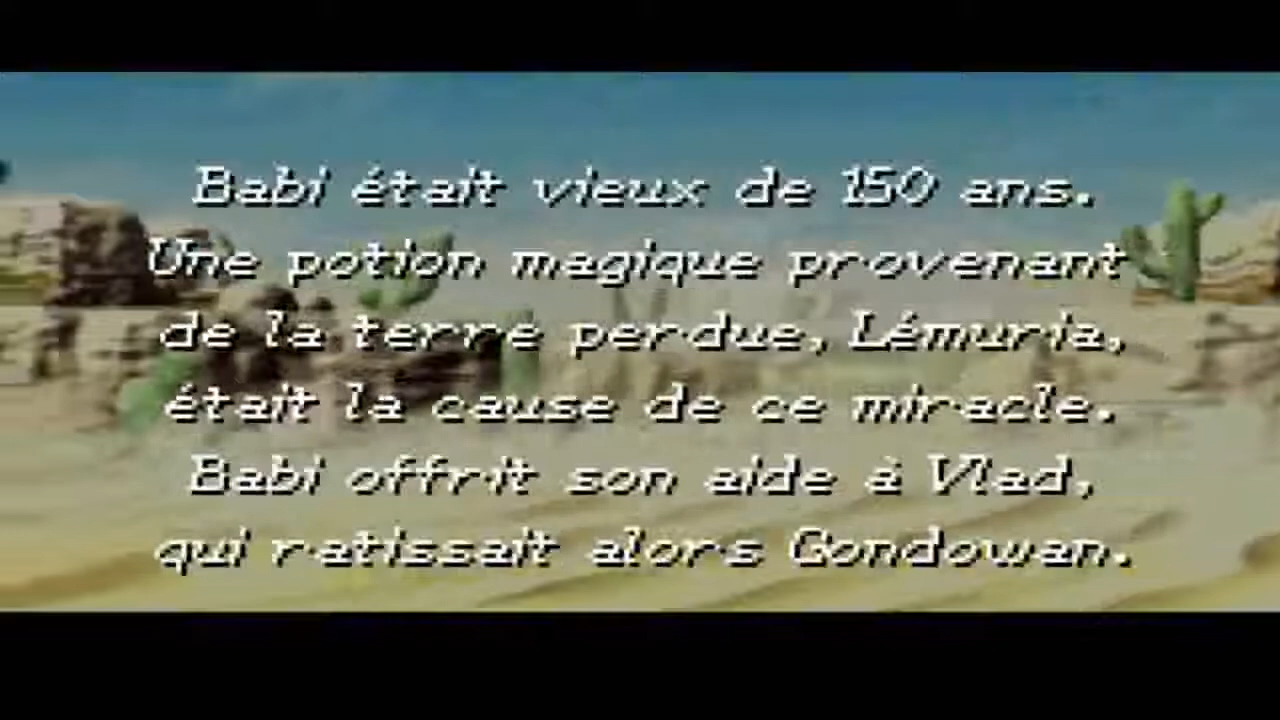 Babi était vieux de 150 ans.
Une potion magique provenant
de la terre perdue, Lémuria,
était la cause de ce miracle.
Babi offrit son aide à Vlad,
qui ratissait alors Gondowan.